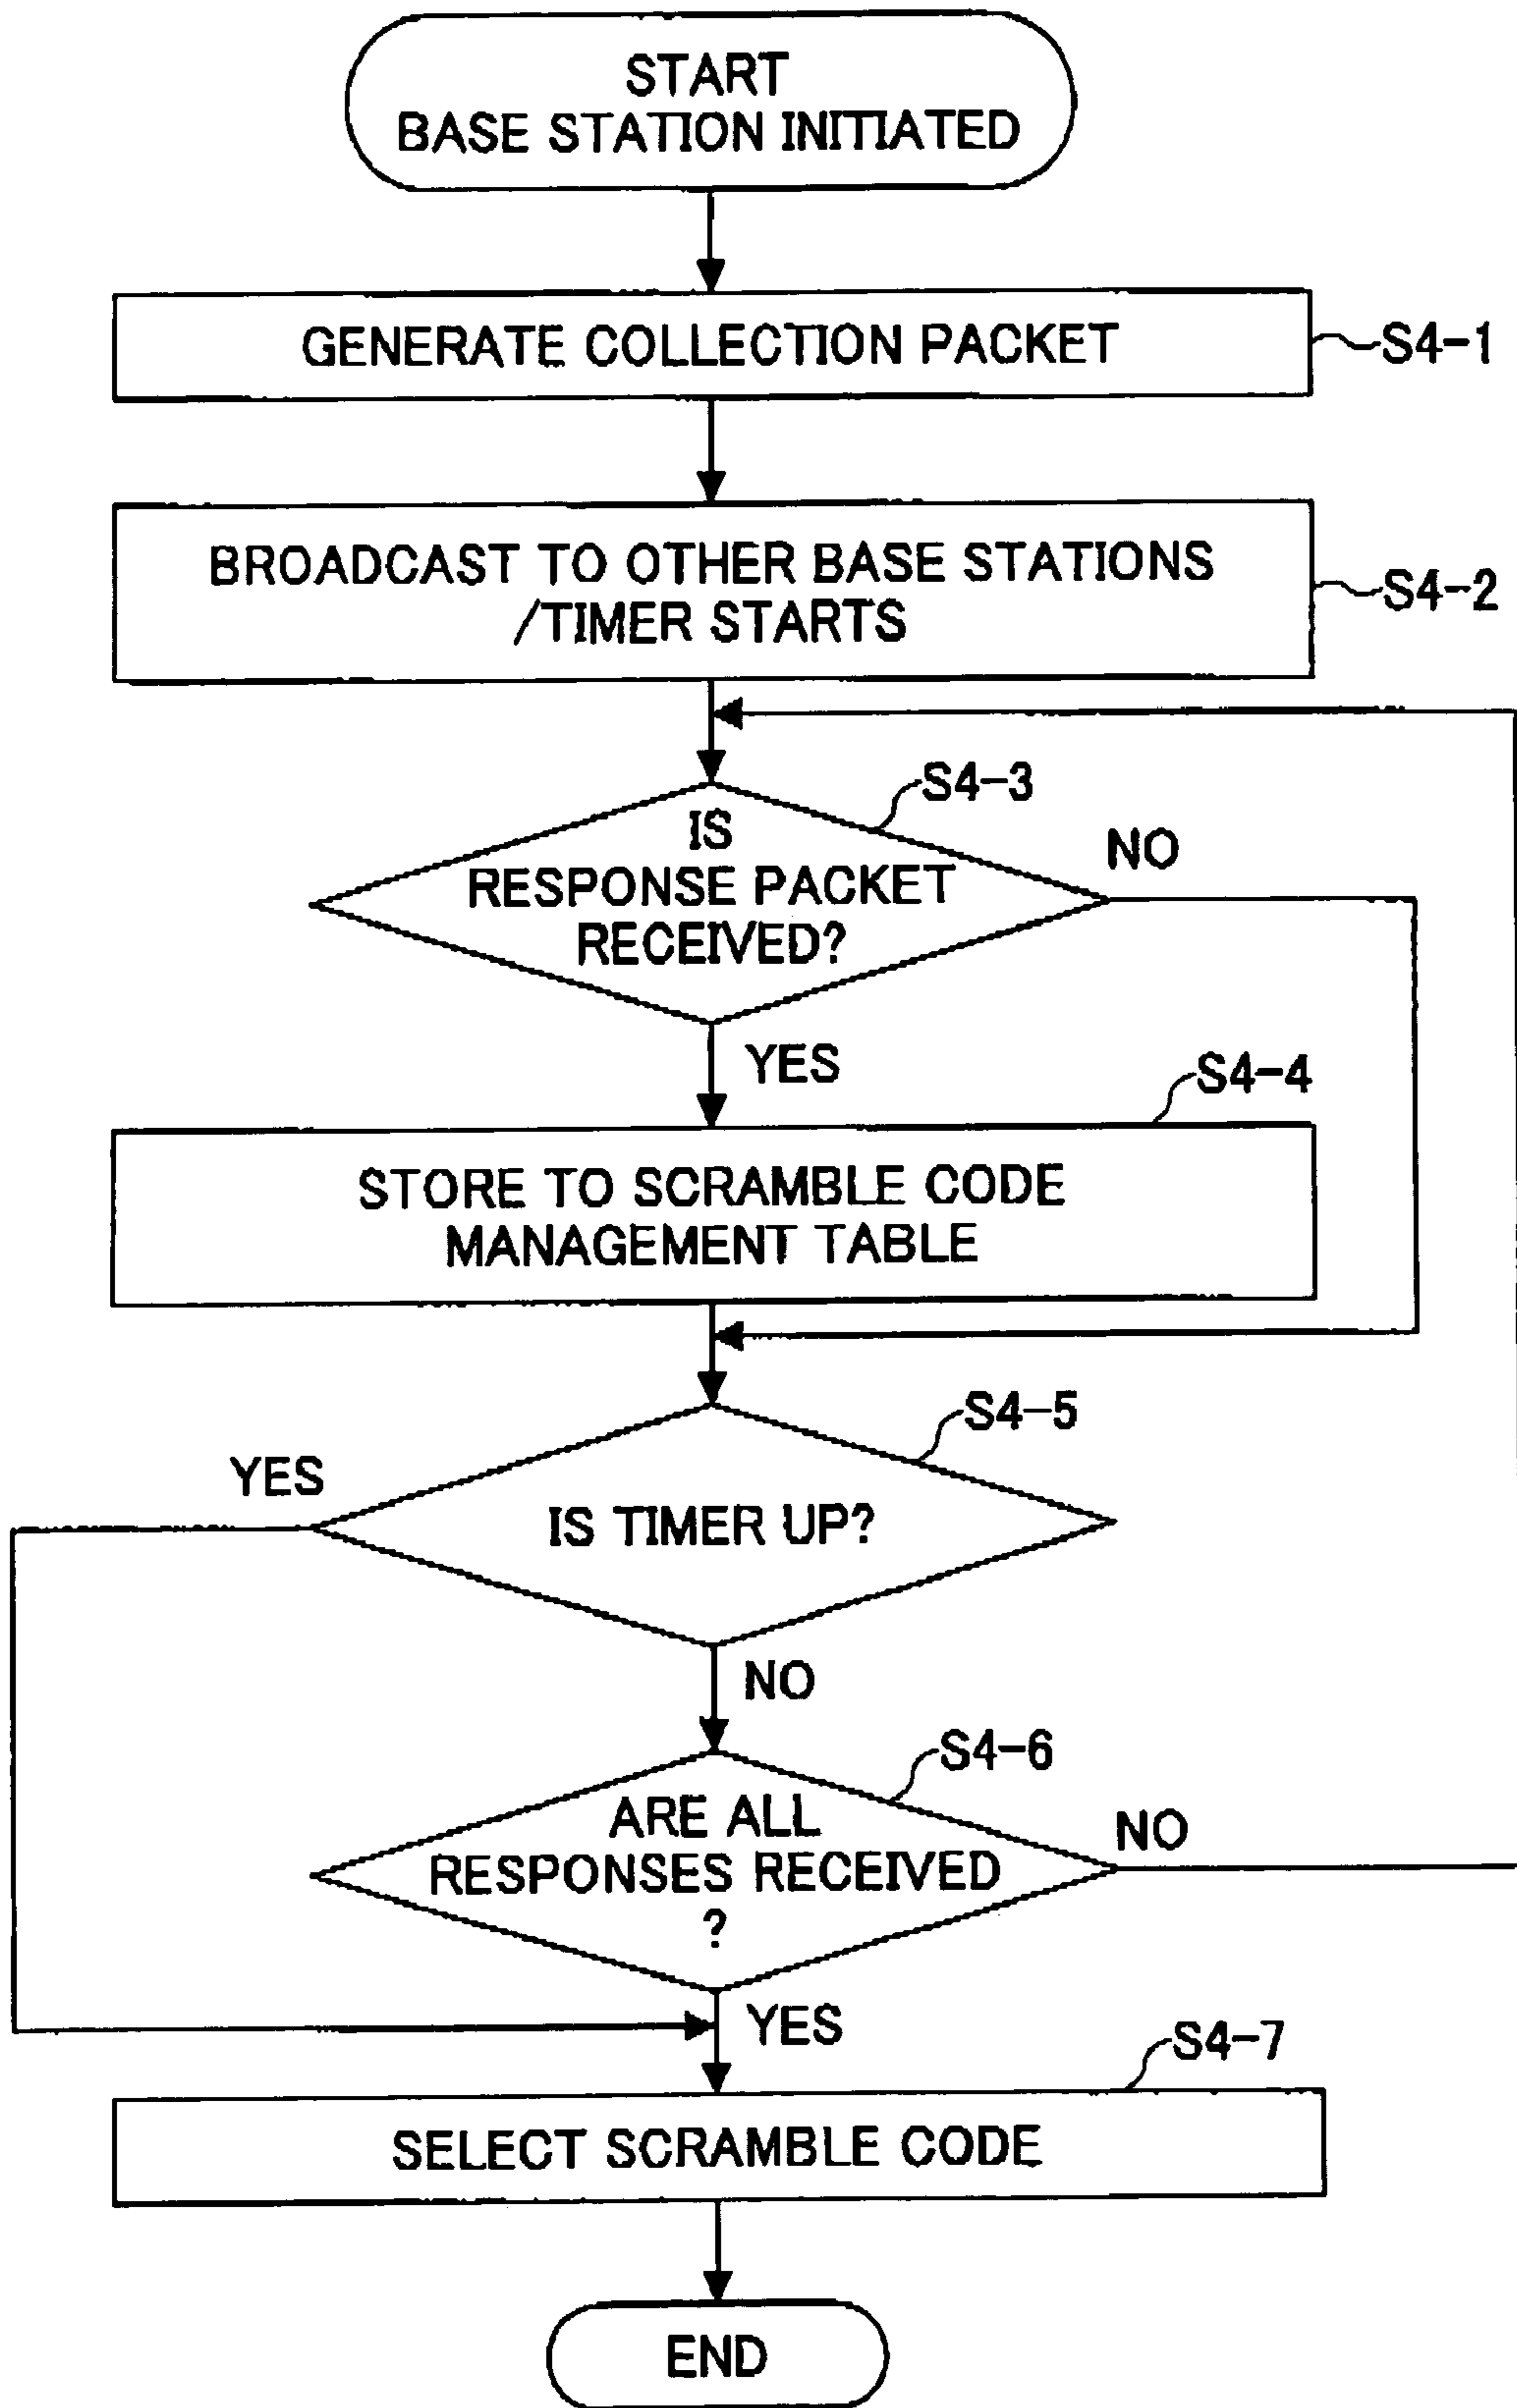 START
BASE STATION INITIATED
GENERATE COLLECTION PACKET
S4-1
BROADCAST TO OTHER BASE STATIONS
/TIMER STARTS
S4-2
S4-3
IS
RESPONSE PACKET
RECEIVED?
NO
YES
S4-4
STORE TO SCRAMBLE CODE
MANAGEMENT TABLE
S4-5
YES
IS TIMER UP?
NO
S4-6
ARE ALL
RESPONSES RECEIVED
?
NO
YES
S4-7
SELECT SCRAMBLE CODE
END